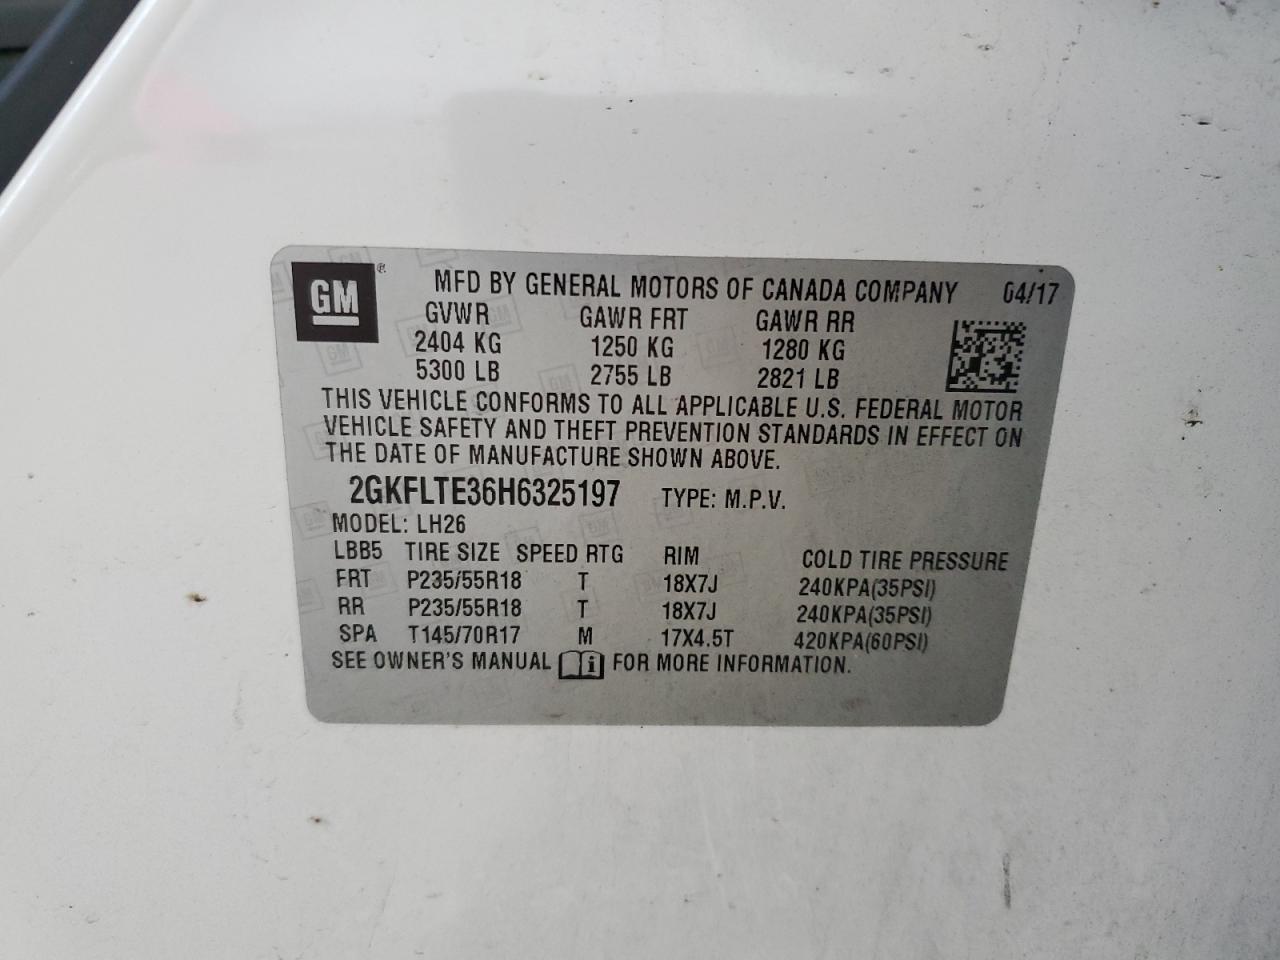 GM ® MFD BY GENERAL MOTORS OF CANADA COMPANY 04/17
GVWR GAWR FRT GAWR RR
2404 KG 1250 KG 1280 KG
5300 LB 2755 LB 2821 LB
THIS VEHICLE CONFORMS TO ALL APPLICABLE U.S. FEDERAL MOTOR
VEHICLE SAFETY AND THEFT PREVENTION STANDARDS IN EFFECT ON
THE DATE OF MANUFACTURE SHOWN ABOVE.
2GKFLTE36H6325197 TYPE: M.P.V.
MODEL: LH26
LBB5 TIRE SIZE SPEED RTG RIM COLD TIRE PRESSURE
FRT P235/55R18 T 18X7J 240KPA(35PSI)
RR P235/55R18 T 18X7J 240KPA(35PSI)
SPA T145/70R17 M 17X4.5T 420KPA(60PSI)
SEE OWNER'S MANUAL i FOR MORE INFORMATION.